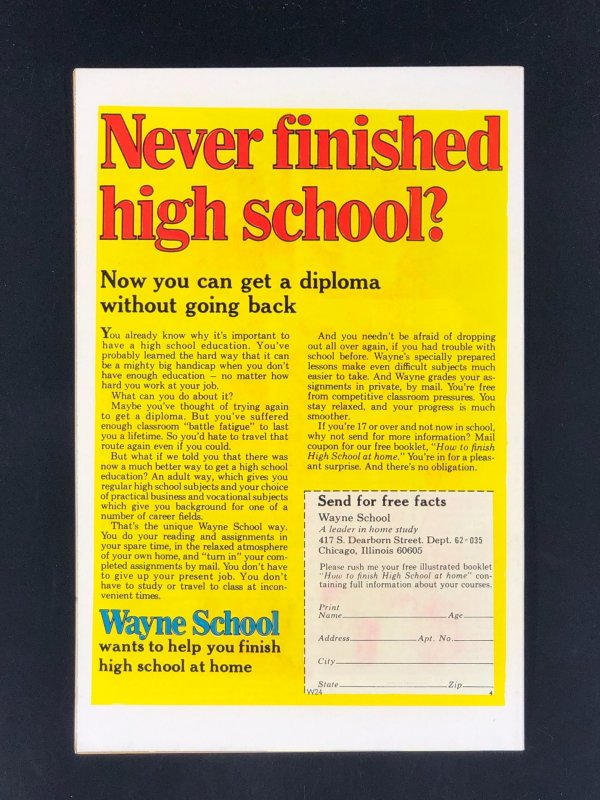 Never finished
high school?
Now you can get a diploma
without going back
You already know why it's important to
have a high school education. You've
probably learned the hard way that it can
be a mighty big handicap when you don't
have enough education — no matter how
hard you work at your job.
What can you do about it?
Maybe you've thought of trying again
to get a diploma. But you've suffered
enough classroom "battle fatigue" to last
you a lifetime. So you'd hate to travel that
route again even if you could.
But what if we told you that there was
now a much better way to get a high school
education? An adult way, which gives you
regular high school subjects and your choice
of practical business and vocational subjects
which give you background for one of a
number of career fields.
That's the unique Wayne School way.
You do your reading and assignments in
your spare time, in the relaxed atmosphere
of your own home, and "turn in" your com-
pleted assignments by mail. You don't have
to give up your present job. You don't
have to study or travel to class at incon-
venient times.
Wayne School
wants to help you finish
high school at home
And you needn't be afraid of dropping
out all over again, if you had trouble with
school before. Wayne's specially prepared
lessons make even difficult subjects much
easier to take. And Wayne grades your as-
signments in private, by mail. You're free
from competitive classroom pressures. You
stay relaxed, and your progress is much
smoother.
If you're 17 or over and not now in school,
why not send for more information? Mail
coupon for our free booklet, "How to finish
High School at home." You're in for a pleas-
ant surprise. And there's no obligation.
Send for free facts
Wayne School
A leader in home study
417 S. Dearborn Street. Dept. 62-035
Chicago, Illinois 60605
Please rush me your free illustrated booklet
"How to finish High School at home" con-
taining full information about your courses.
Print
Name Age
Address Apt. No.
City
State Zip
W24 4